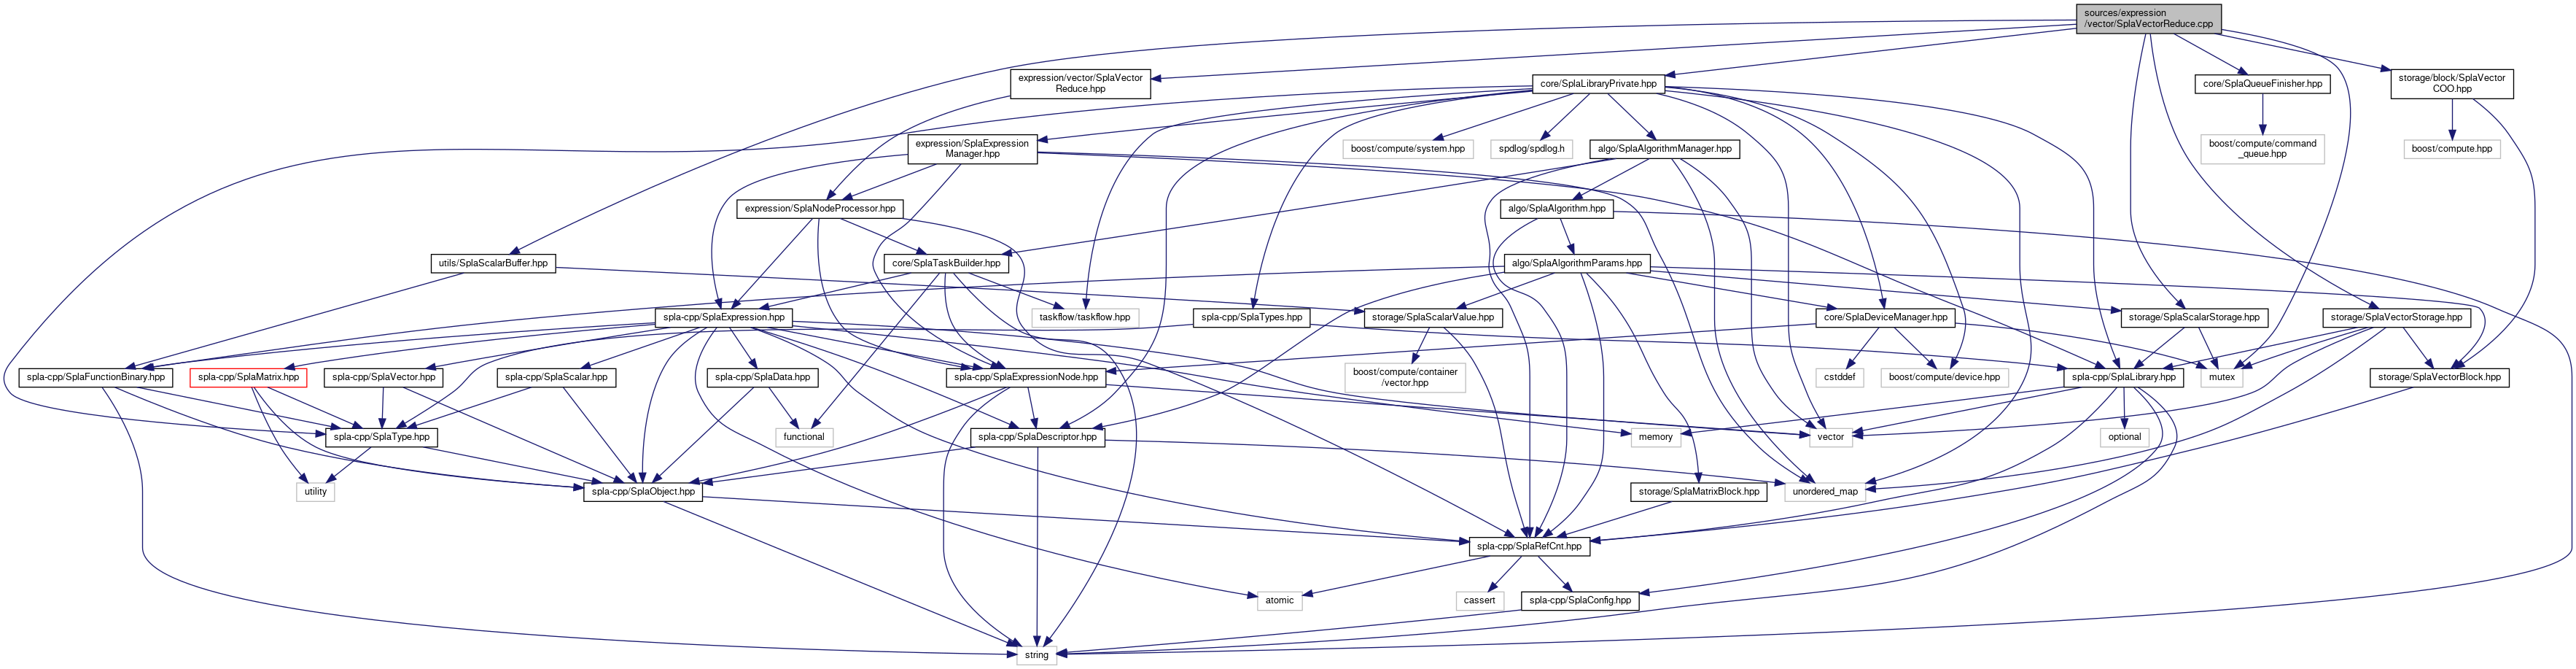 sources/expression
/vector/SplaVectorReduce.cpp
expression/vector/SplaVector
Reduce.hpp
core/SplaLibraryPrivate.hpp
core/SplaQueueFinisher.hpp
storage/block/SplaVector
COO.hpp
expression/SplaExpression
Manager.hpp
boost/compute/system.hpp
spdlog/spdlog.h
algo/SplaAlgorithmManager.hpp
boost/compute/command
_queue.hpp
boost/compute.hpp
expression/SplaNodeProcessor.hpp
algo/SplaAlgorithm.hpp
utils/SplaScalarBuffer.hpp
core/SplaTaskBuilder.hpp
algo/SplaAlgorithmParams.hpp
spla-cpp/SplaExpression.hpp
taskflow/taskflow.hpp
spla-cpp/SplaTypes.hpp
storage/SplaScalarValue.hpp
core/SplaDeviceManager.hpp
storage/SplaScalarStorage.hpp
storage/SplaVectorStorage.hpp
spla-cpp/SplaFunctionBinary.hpp
spla-cpp/SplaMatrix.hpp
spla-cpp/SplaVector.hpp
spla-cpp/SplaScalar.hpp
spla-cpp/SplaData.hpp
spla-cpp/SplaExpressionNode.hpp
boost/compute/container
/vector.hpp
cstddef
boost/compute/device.hpp
spla-cpp/SplaLibrary.hpp
mutex
storage/SplaVectorBlock.hpp
spla-cpp/SplaType.hpp
functional
spla-cpp/SplaDescriptor.hpp
memory
vector
optional
utility
spla-cpp/SplaObject.hpp
storage/SplaMatrixBlock.hpp
unordered_map
spla-cpp/SplaRefCnt.hpp
atomic
cassert
spla-cpp/SplaConfig.hpp
string